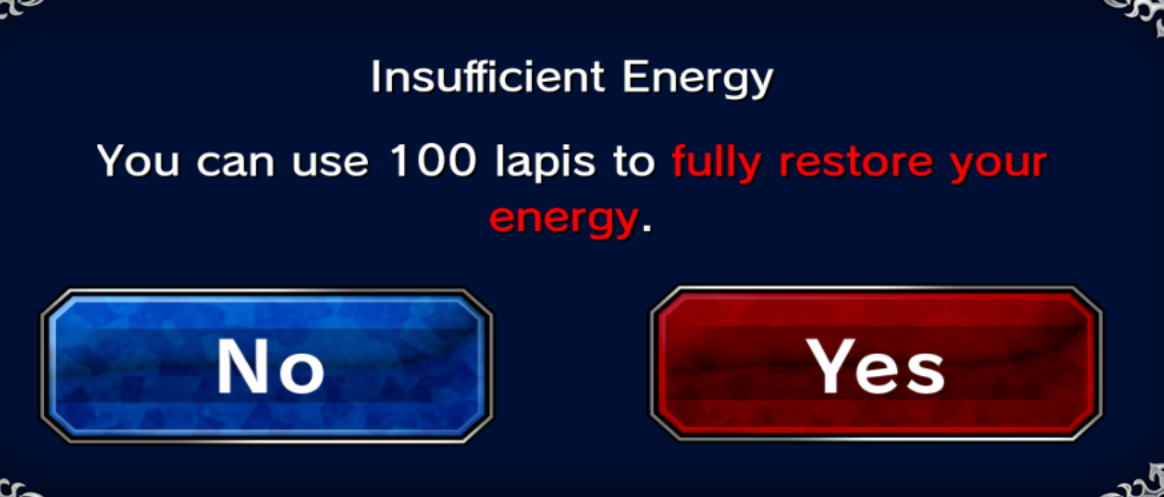 Insufficient Energy
You can use 100 lapis to fully restore your
energy.
No
Yes